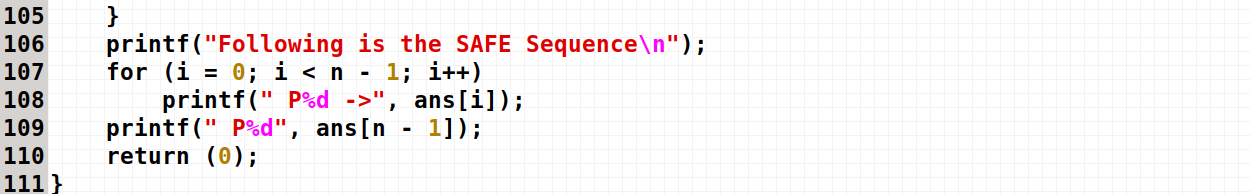 105     }
106     printf("Following is the SAFE Sequence\n");
107     for (i = 0; i < n - 1; i++)
108         printf(" P%d ->", ans[i]);
109     printf(" P%d", ans[n - 1]);
110     return (0);
111 }